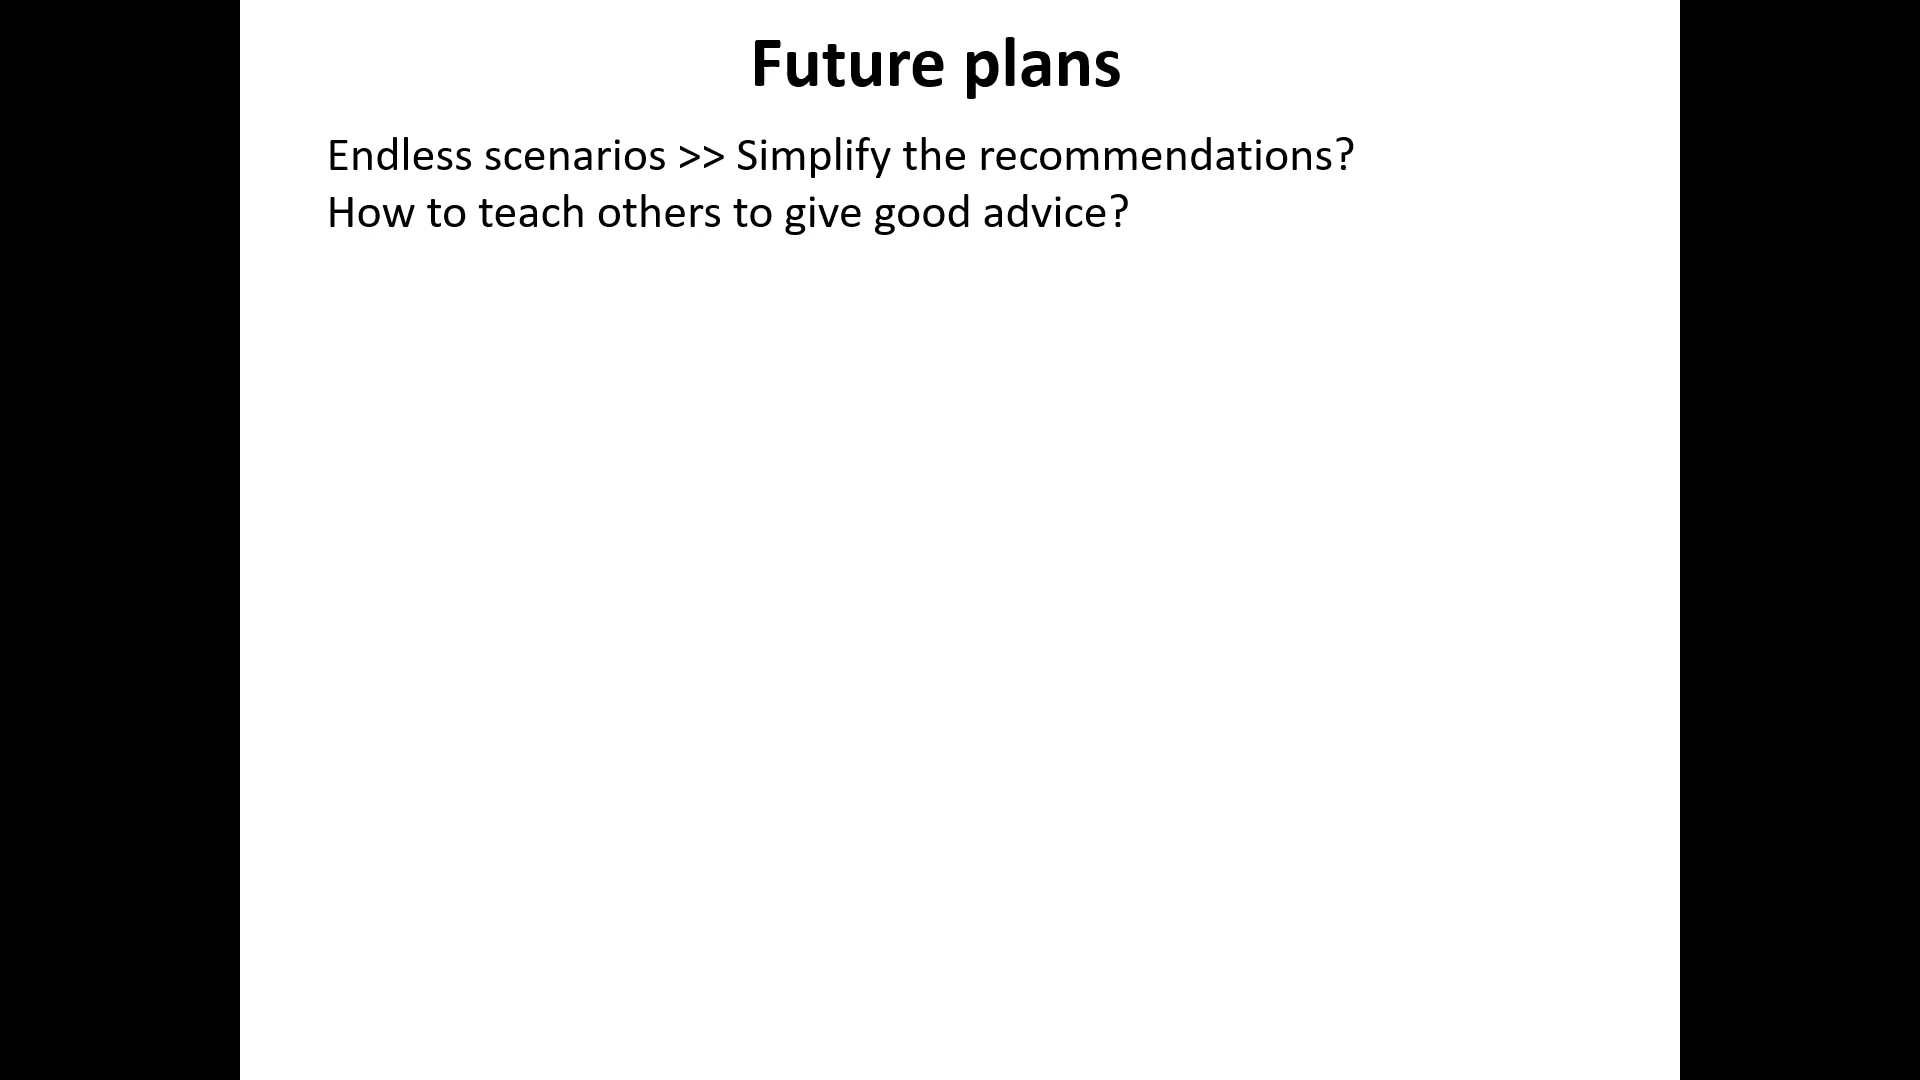 Future plans
Endless scenarios >> Simplify the recommendations?
How to teach others to give good advice?